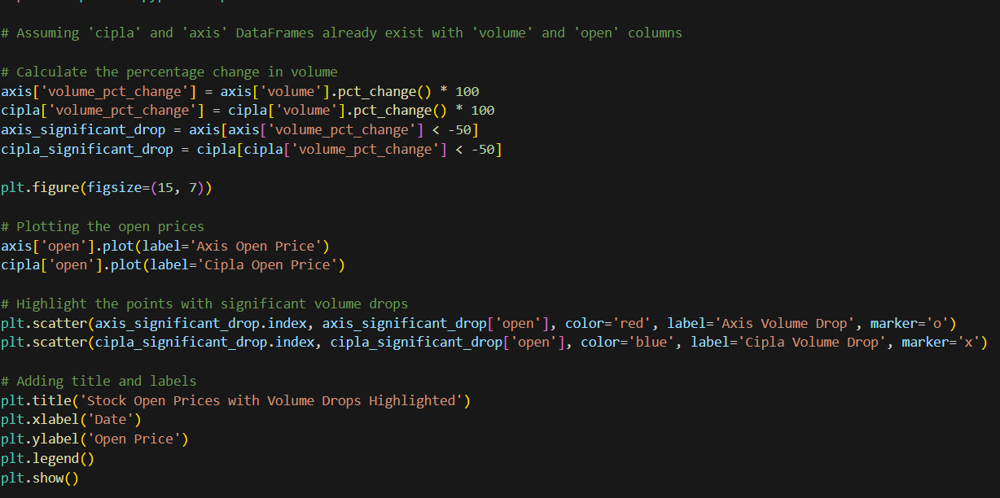 # Assuming 'cipla' and 'axis' DataFrames already exist with 'volume' and 'open' columns
# Calculate the percentage change in volume
axis['volume_pct_change'] = axis['volume'].pct_change() * 100
cipla['volume_pct_change'] = cipla['volume'].pct_change() * 100
axis_significant_drop = axis[axis['volume_pct_change'] < -50]
cipla_significant_drop = cipla[cipla['volume_pct_change'] < -50]
plt.figure(figsize=(15, 7))
# Plotting the open prices
axis['open'].plot(label='Axis Open Price')
cipla['open'].plot(label='Cipla Open Price')
# Highlight the points with significant volume drops
plt.scatter(axis_significant_drop.index, axis_significant_drop['open'], color='red', label='Axis Volume Drop', marker='o')
plt.scatter(cipla_significant_drop.index, cipla_significant_drop['open'], color='blue', label='Cipla Volume Drop', marker='x')
# Adding title and labels
plt.title('Stock Open Prices with Volume Drops Highlighted')
plt.xlabel('Date')
plt.ylabel('Open Price')
plt.legend()
plt.show()